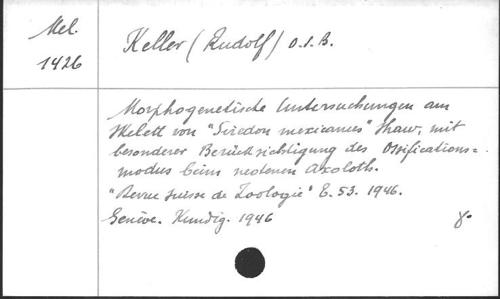 Mel.
1426
Keller (Rudolf) O.I.B.
Morphogenetische Untersuchungen am
Skelett von "Siredon mexicanus" Shaw, mit
besonderer Berücksichtigung des Ossifications=
modus beim neotenen Axoloth.
"Revue suisse de Zoologie" t. 53. 1946.
Genève. Kundig. 1946
8°